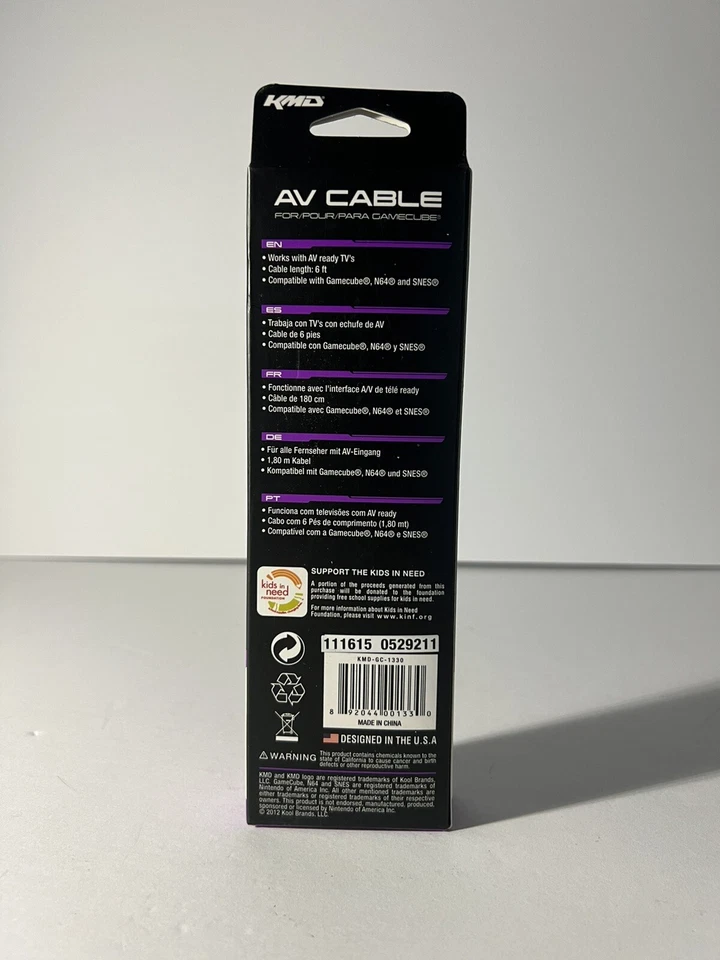 KMD
AV CABLE
FOR/POUR/PARA GAMECUBE®
EN
• Works with AV ready TV's
• Cable length: 6 ft
• Compatible with Gamecube®, N64® and SNES®
ES
• Trabaja con TV's con echufe de AV
• Cable de 6 pies
• Compatible con Gamecube®, N64® y SNES®
FR
• Fonctionne avec l'interface A/V de télé ready
• Câble de 180 cm
• Compatible avec Gamecube®, N64® et SNES®
DE
• Für alle Fernseher mit AV-Eingang
• 1,80 m Kabel
• Kompatibel mit Gamecube®, N64® und SNES®
PT
• Funciona com televisões com AV ready
• Cabo com 6 Pés de comprimento (1,80 mt)
• Compatível com a Gamecube®, N64® e SNES®
kids in
need
FOUNDATION
SUPPORT THE KIDS IN NEED
A portion of the proceeds generated from this
purchase will be donated to the foundation
providing free school supplies for kids in need.
For more information about Kids in Need
Foundation, please visit www.kinf.org
111615 0529211
KMD-GC-1330
8 92044 00133 0
MADE IN CHINA
DESIGNED IN THE U.S.A
⚠ WARNING This product contains chemicals known to the
state of California to cause cancer and birth
defects or other reproductive harm.
KMD and KMD logo are registered trademarks of Kool Brands,
LLC. GameCube, N64 and SNES are registered trademarks of
Nintendo of America Inc. All other mentioned trademarks are
either trademarks or registered trademarks of their respective
owners. This product is not endorsed, manufactured, produced,
sponsored or licensed by Nintendo of America Inc.
© 2012 Kool Brands, LLC.